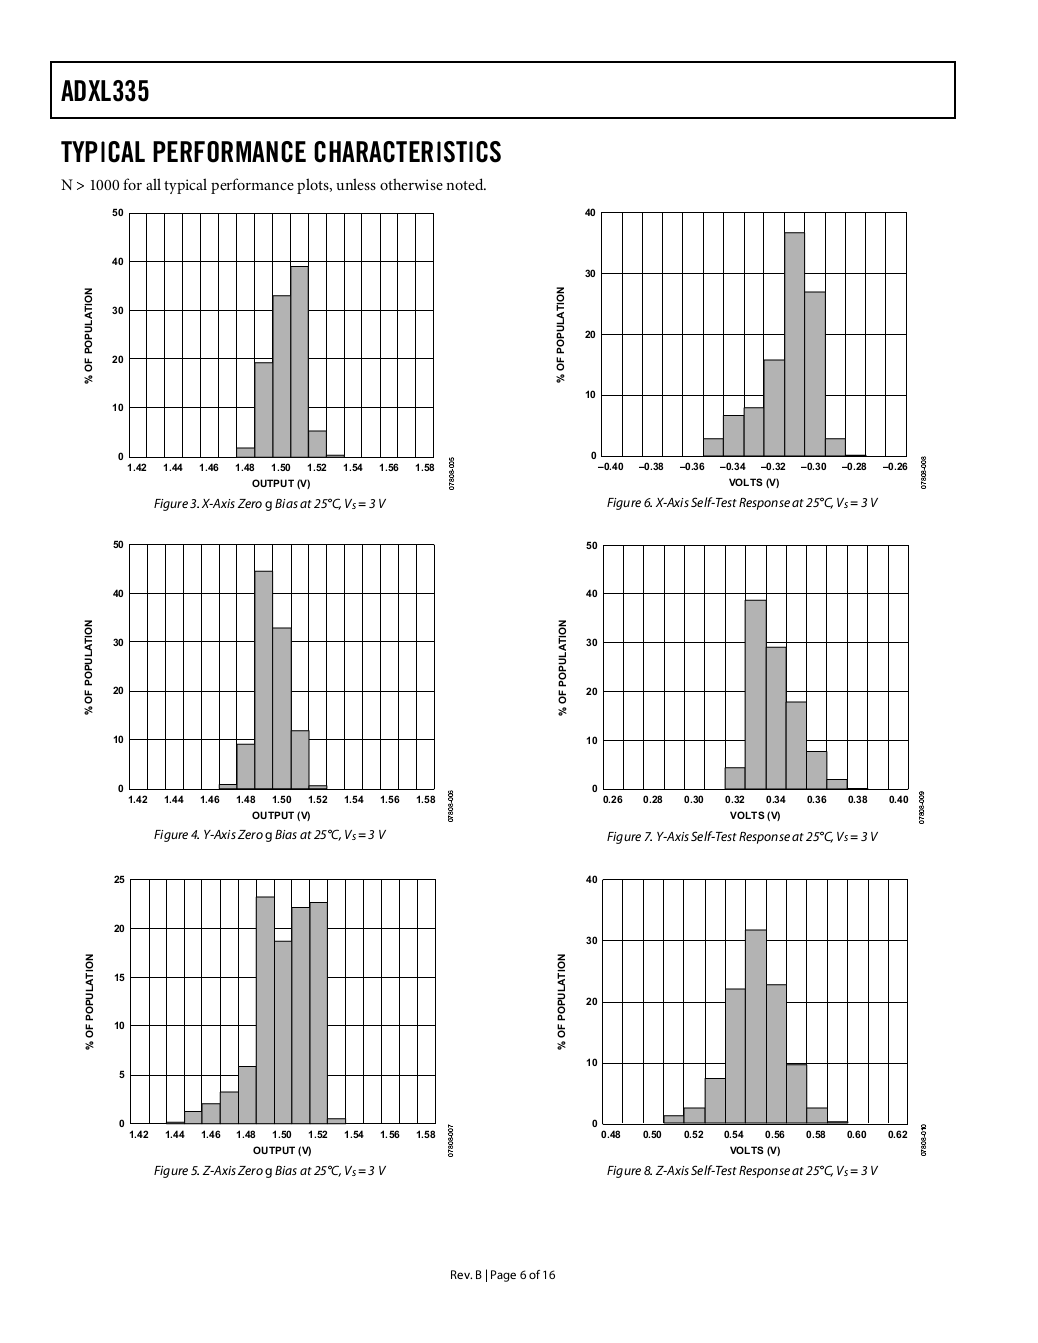 ADXL335
TYPICAL PERFORMANCE CHARACTERISTICS
N > 1000 for all typical performance plots, unless otherwise noted.
50
40
30
20
10
0
% OF POPULATION
1.42 1.44 1.46 1.48 1.50 1.52 1.54 1.56 1.58
OUTPUT (V)
07808-005
Figure 3. X-Axis Zero g Bias at 25°C, VS = 3 V
50
40
30
20
10
0
% OF POPULATION
1.42 1.44 1.46 1.48 1.50 1.52 1.54 1.56 1.58
OUTPUT (V)
07808-006
Figure 4. Y-Axis Zero g Bias at 25°C, VS = 3 V
25
20
15
10
5
0
% OF POPULATION
1.42 1.44 1.46 1.48 1.50 1.52 1.54 1.56 1.58
OUTPUT (V)
07808-007
Figure 5. Z-Axis Zero g Bias at 25°C, VS = 3 V
40
30
20
10
0
% OF POPULATION
–0.40 –0.38 –0.36 –0.34 –0.32 –0.30 –0.28 –0.26
VOLTS (V)
07808-008
Figure 6. X-Axis Self-Test Response at 25°C, VS = 3 V
50
40
30
20
10
0
% OF POPULATION
0.26 0.28 0.30 0.32 0.34 0.36 0.38 0.40
VOLTS (V)
07808-009
Figure 7. Y-Axis Self-Test Response at 25°C, VS = 3 V
40
30
20
10
0
% OF POPULATION
0.48 0.50 0.52 0.54 0.56 0.58 0.60 0.62
VOLTS (V)
07808-010
Figure 8. Z-Axis Self-Test Response at 25°C, VS = 3 V
Rev. B | Page 6 of 16